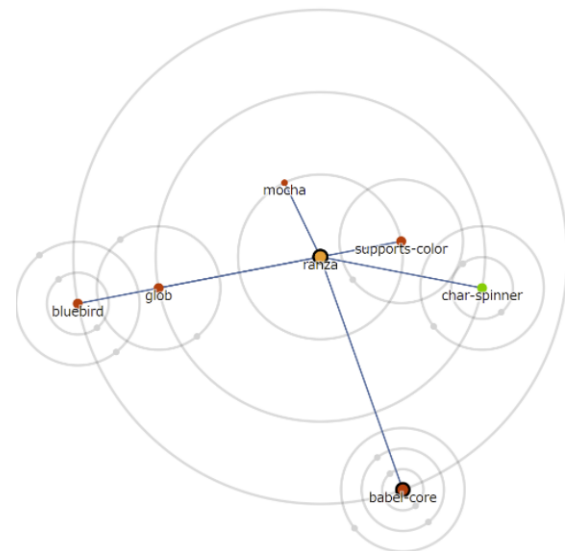 mocha
supports-color
ranza
glob
char-spinner
bluebird
babel-core